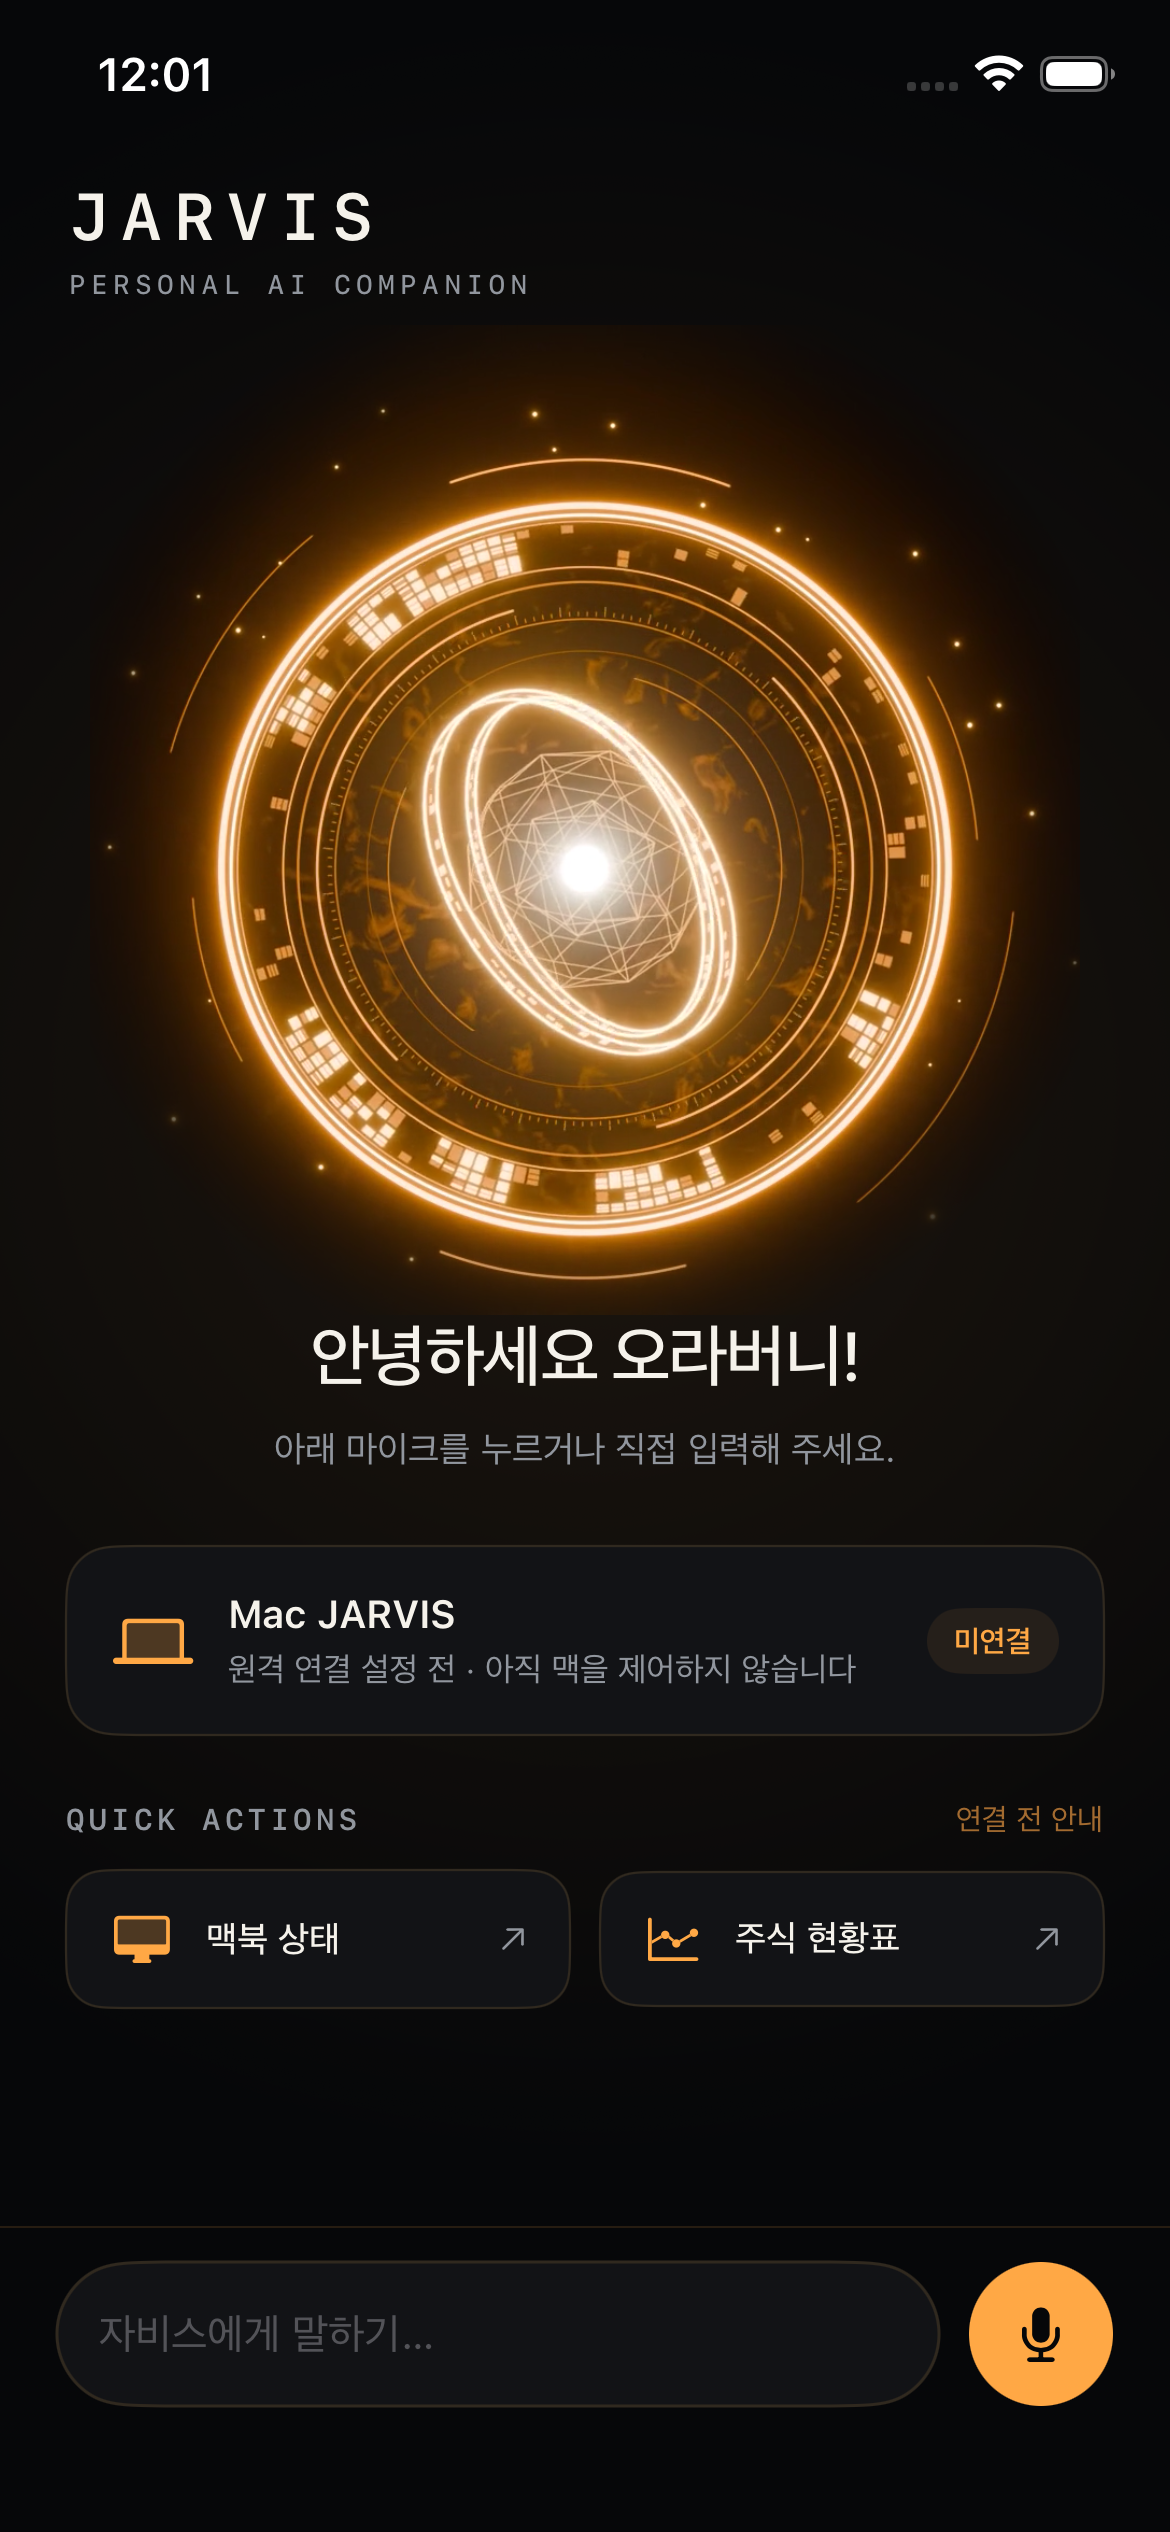 12:01
JARVIS
PERSONAL AI COMPANION
안녕하세요 오라버니!
아래 마이크를 누르거나 직접 입력해 주세요.
Mac JARVIS
원격 연결 설정 전 · 아직 맥을 제어하지 않습니다
미연결
QUICK ACTIONS
연결 전 안내
맥북 상태
주식 현황표
자비스에게 말하기...